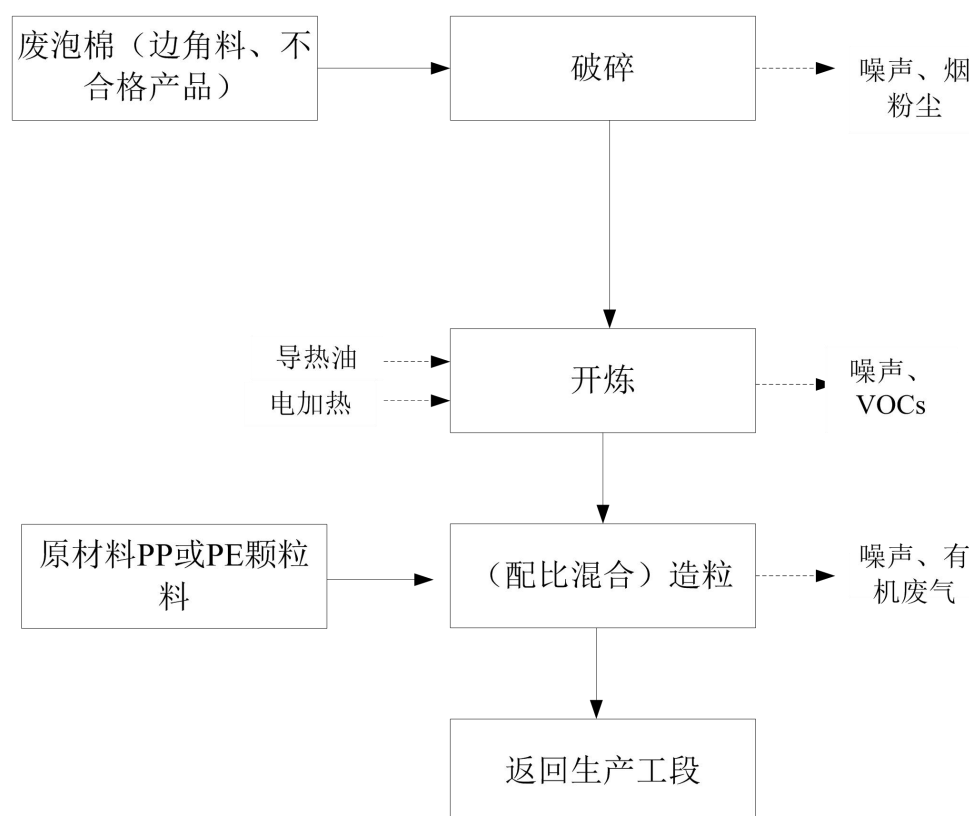 废泡棉（边角料、不
合格产品）
破碎
噪声、烟
粉尘
导热油
电加热
开炼
噪声、
VOCs
原材料PP或PE颗粒
料
（配比混合）造粒
噪声、有
机废气
返回生产工段